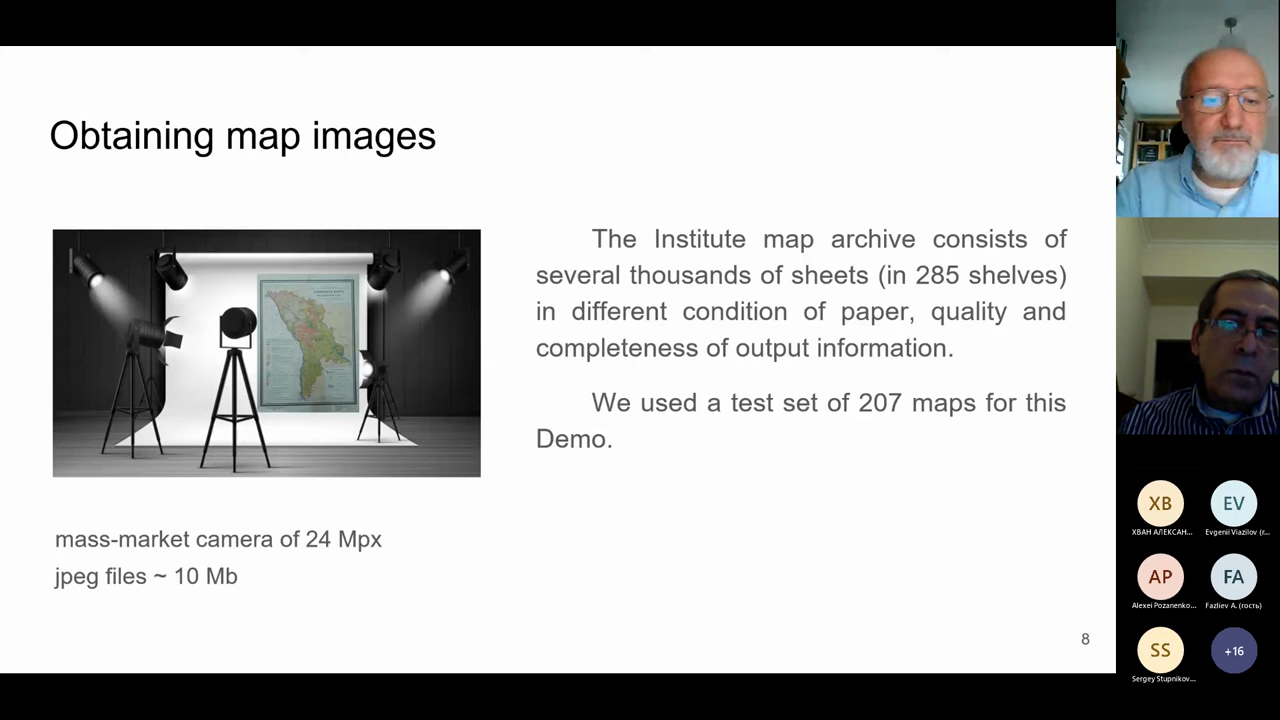 Obtaining map images
The Institute map archive consists of
several thousands of sheets (in 285 shelves)
in different condition of paper, quality and
completeness of output information.
We used a test set of 207 maps for this
Demo.
mass-market camera of 24 Mpx
jpeg files ~ 10 Mb
8
XB
EV
ХВАН АЛЕКСАН...
Evgenii Viazilov (г...
AP
FA
Alexei Pozanenko...
Fazliev A. (гость)
SS
+16
Sergey Stupnikov...